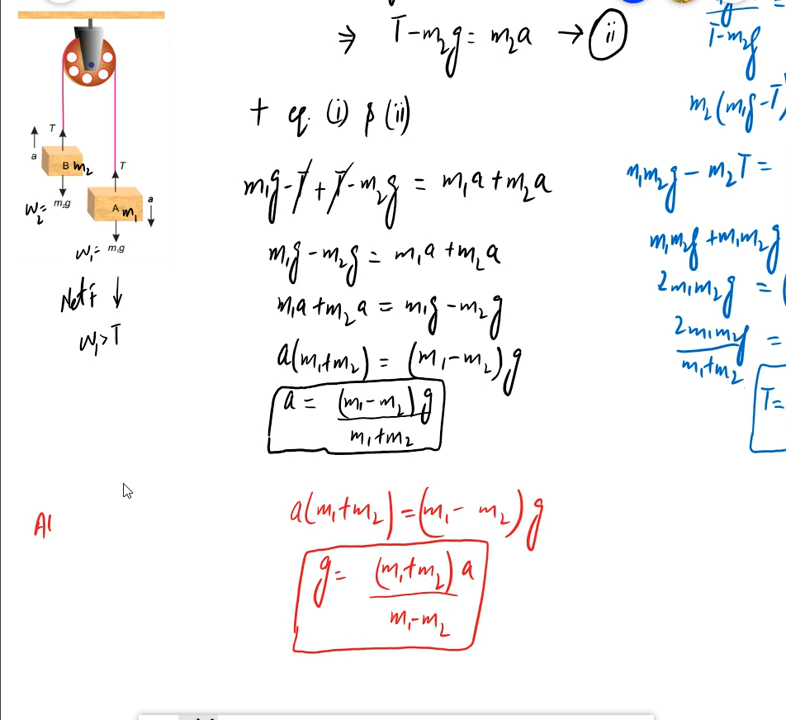 ⇒ T-m₂g = m₂a → (ii)
+ eq. (i) & (ii)
m₁g-T+T-m₂g = m₁a+m₂a
m₁g-m₂g = m₁a+m₂a
m₁a+m₂a = m₁g-m₂g
a(m₁+m₂) = (m₁-m₂)g
a = (m₁-m₂)g
m₁+m₂
a(m₁+m₂)=(m₁-m₂)g
g= (m₁+m₂)a
m₁-m₂
T
a
B m₂
T
W₂= m₂g
A m₁
a
W₁= m₁g
Net F ↓
W₁>T
Al
T-m₂g
m₂(m₁g-T)
m₁m₂g-m₂T=
m₁m₂g+m₁m₂g
2m₁m₂g =
2m₁m₂g =
m₁+m₂
T=